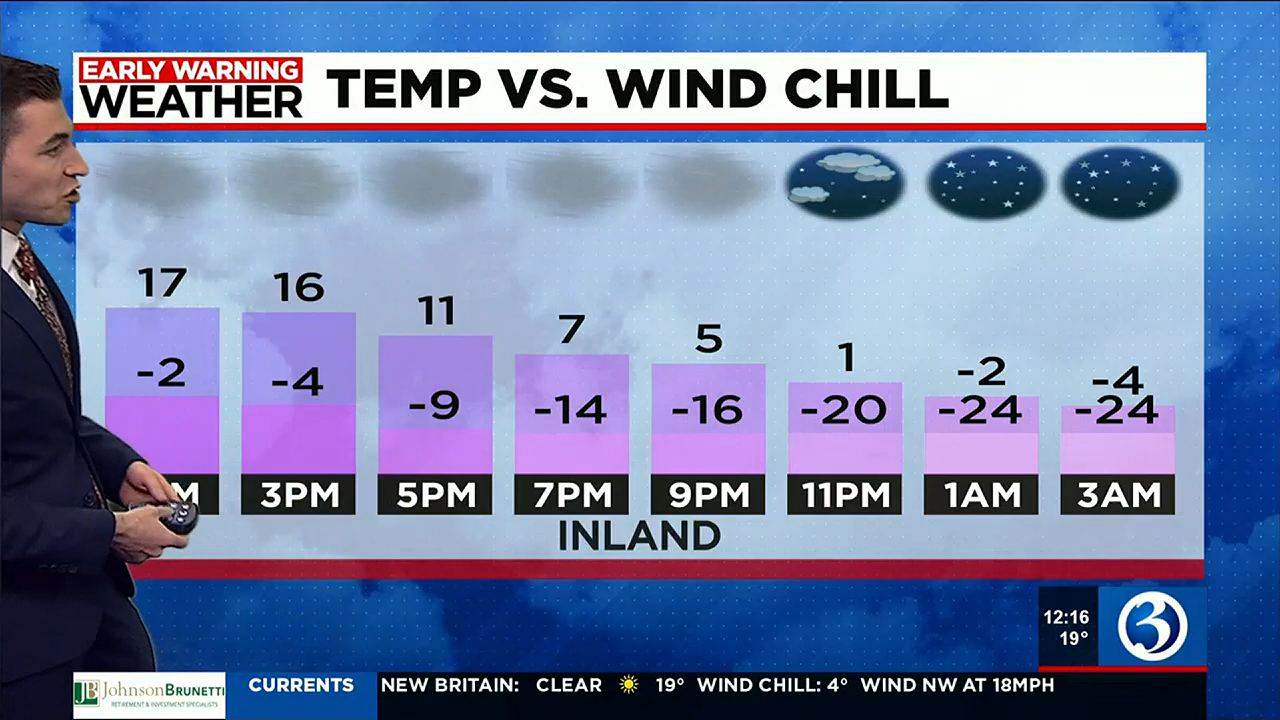 EARLY WARNING
WEATHER
TEMP VS. WIND CHILL
17 16 11 7 5 1 -2 -4
-2 -4 -9 -14 -16 -20 -24 -24
M 3PM 5PM 7PM 9PM 11PM 1AM 3AM
INLAND
12:16
19°
3
JB JohnsonBrunetti
RETIREMENT & INVESTMENT SPECIALISTS
CURRENTS NEW BRITAIN: CLEAR 19° WIND CHILL: 4° WIND NW AT 18MPH